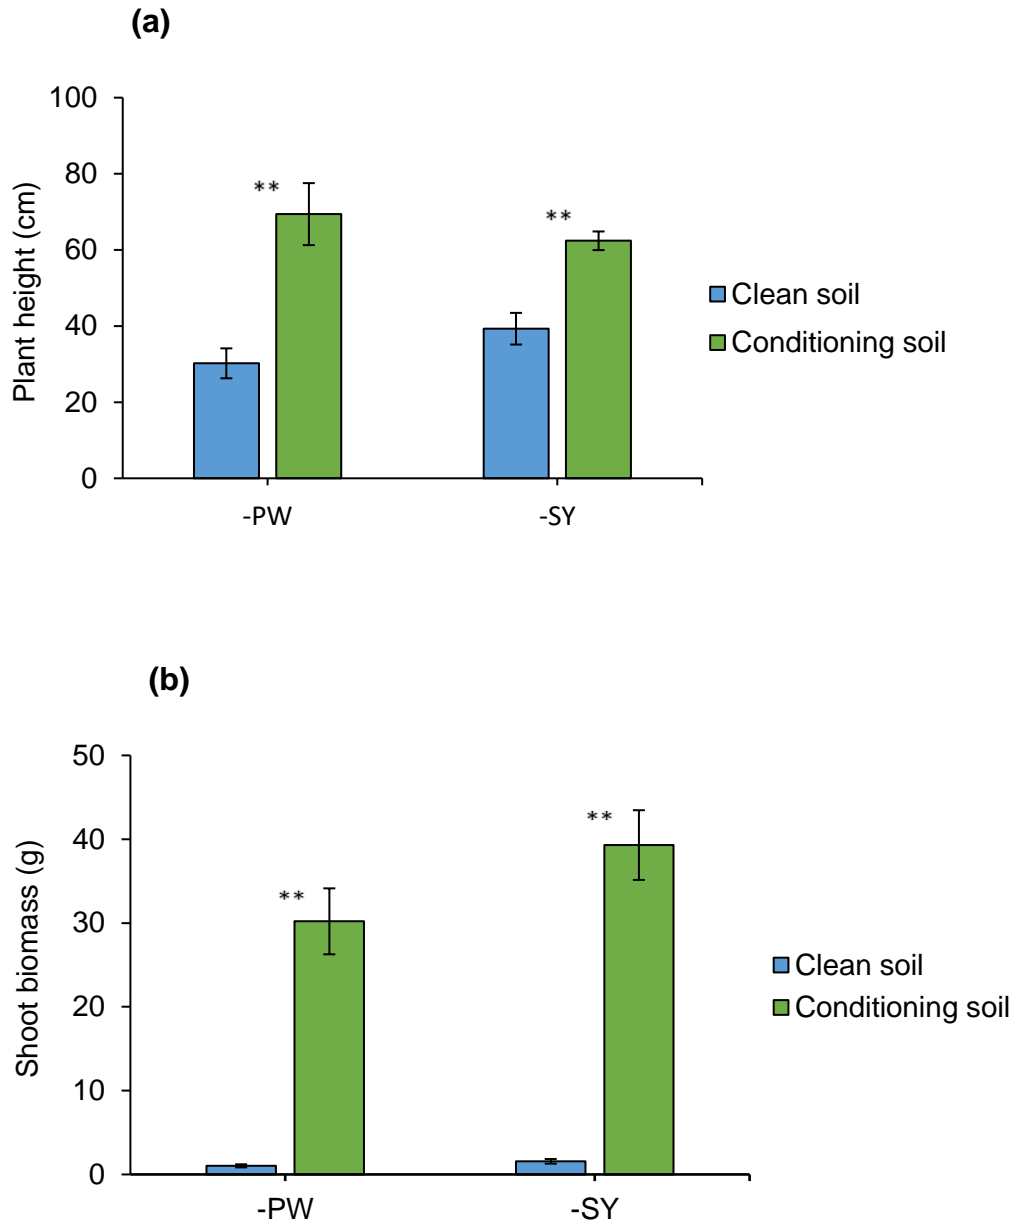 (a)
100
80
60
40
20
0
Plant height (cm)
**
**
-PW
-SY
Clean soil
Conditioning soil
(b)
50
40
30
20
10
0
Shoot biomass (g)
**
**
-PW
-SY
Clean soil
Conditioning soil